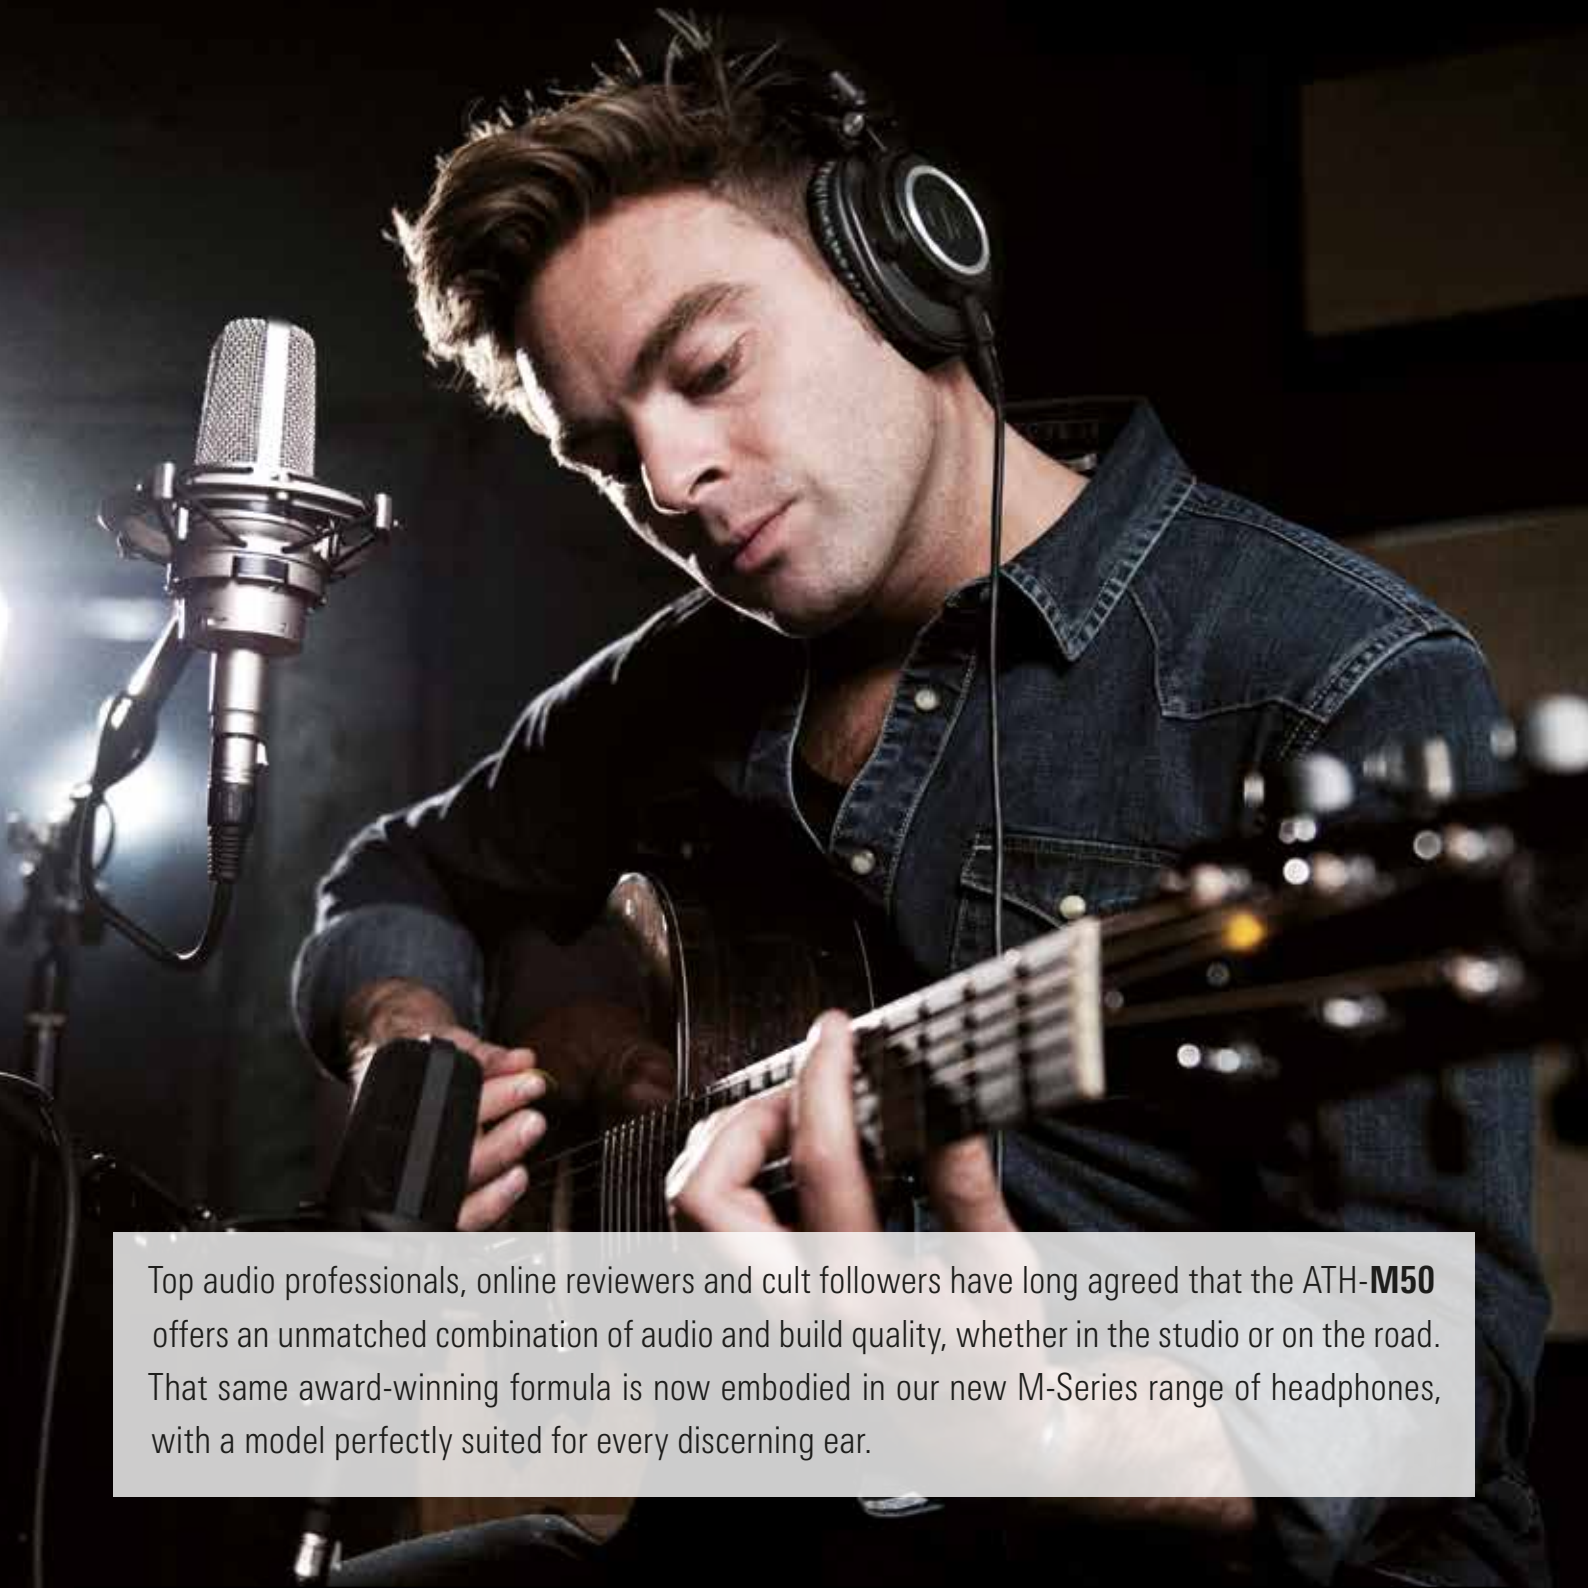 Top audio professionals, online reviewers and cult followers have long agreed that the ATH-M50
offers an unmatched combination of audio and build quality, whether in the studio or on the road.
That same award-winning formula is now embodied in our new M-Series range of headphones,
with a model perfectly suited for every discerning ear.